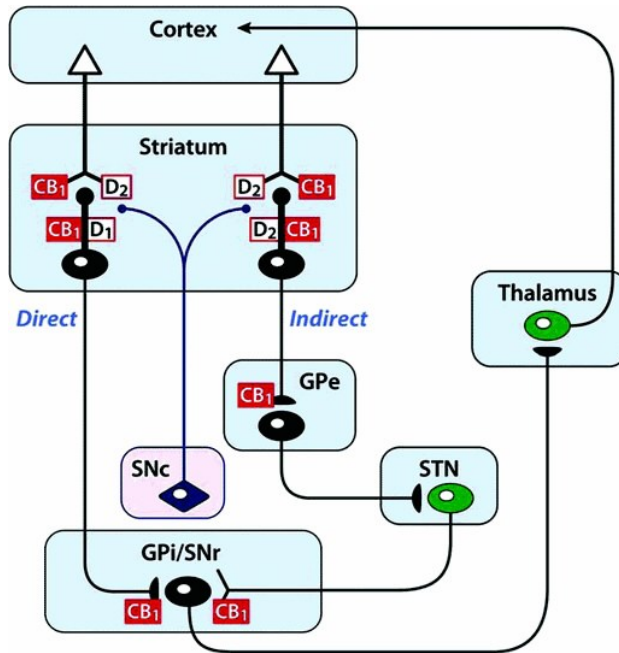 Cortex
Striatum
CB1 D2 D2 CB1
CB1 D1 D2 CB1
Direct Indirect
Thalamus
GPe
CB1
SNc
STN
GPi/SNr
CB1 CB1